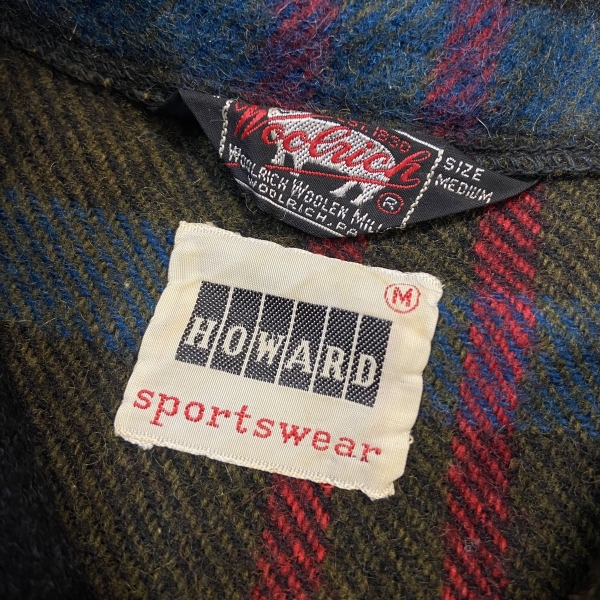 EST. 1830
Woolrich
®
WOOLRICH WOOLEN MILLS
WOOLRICH, PA.
SIZE
MEDIUM
M
HOWARD
sportswear